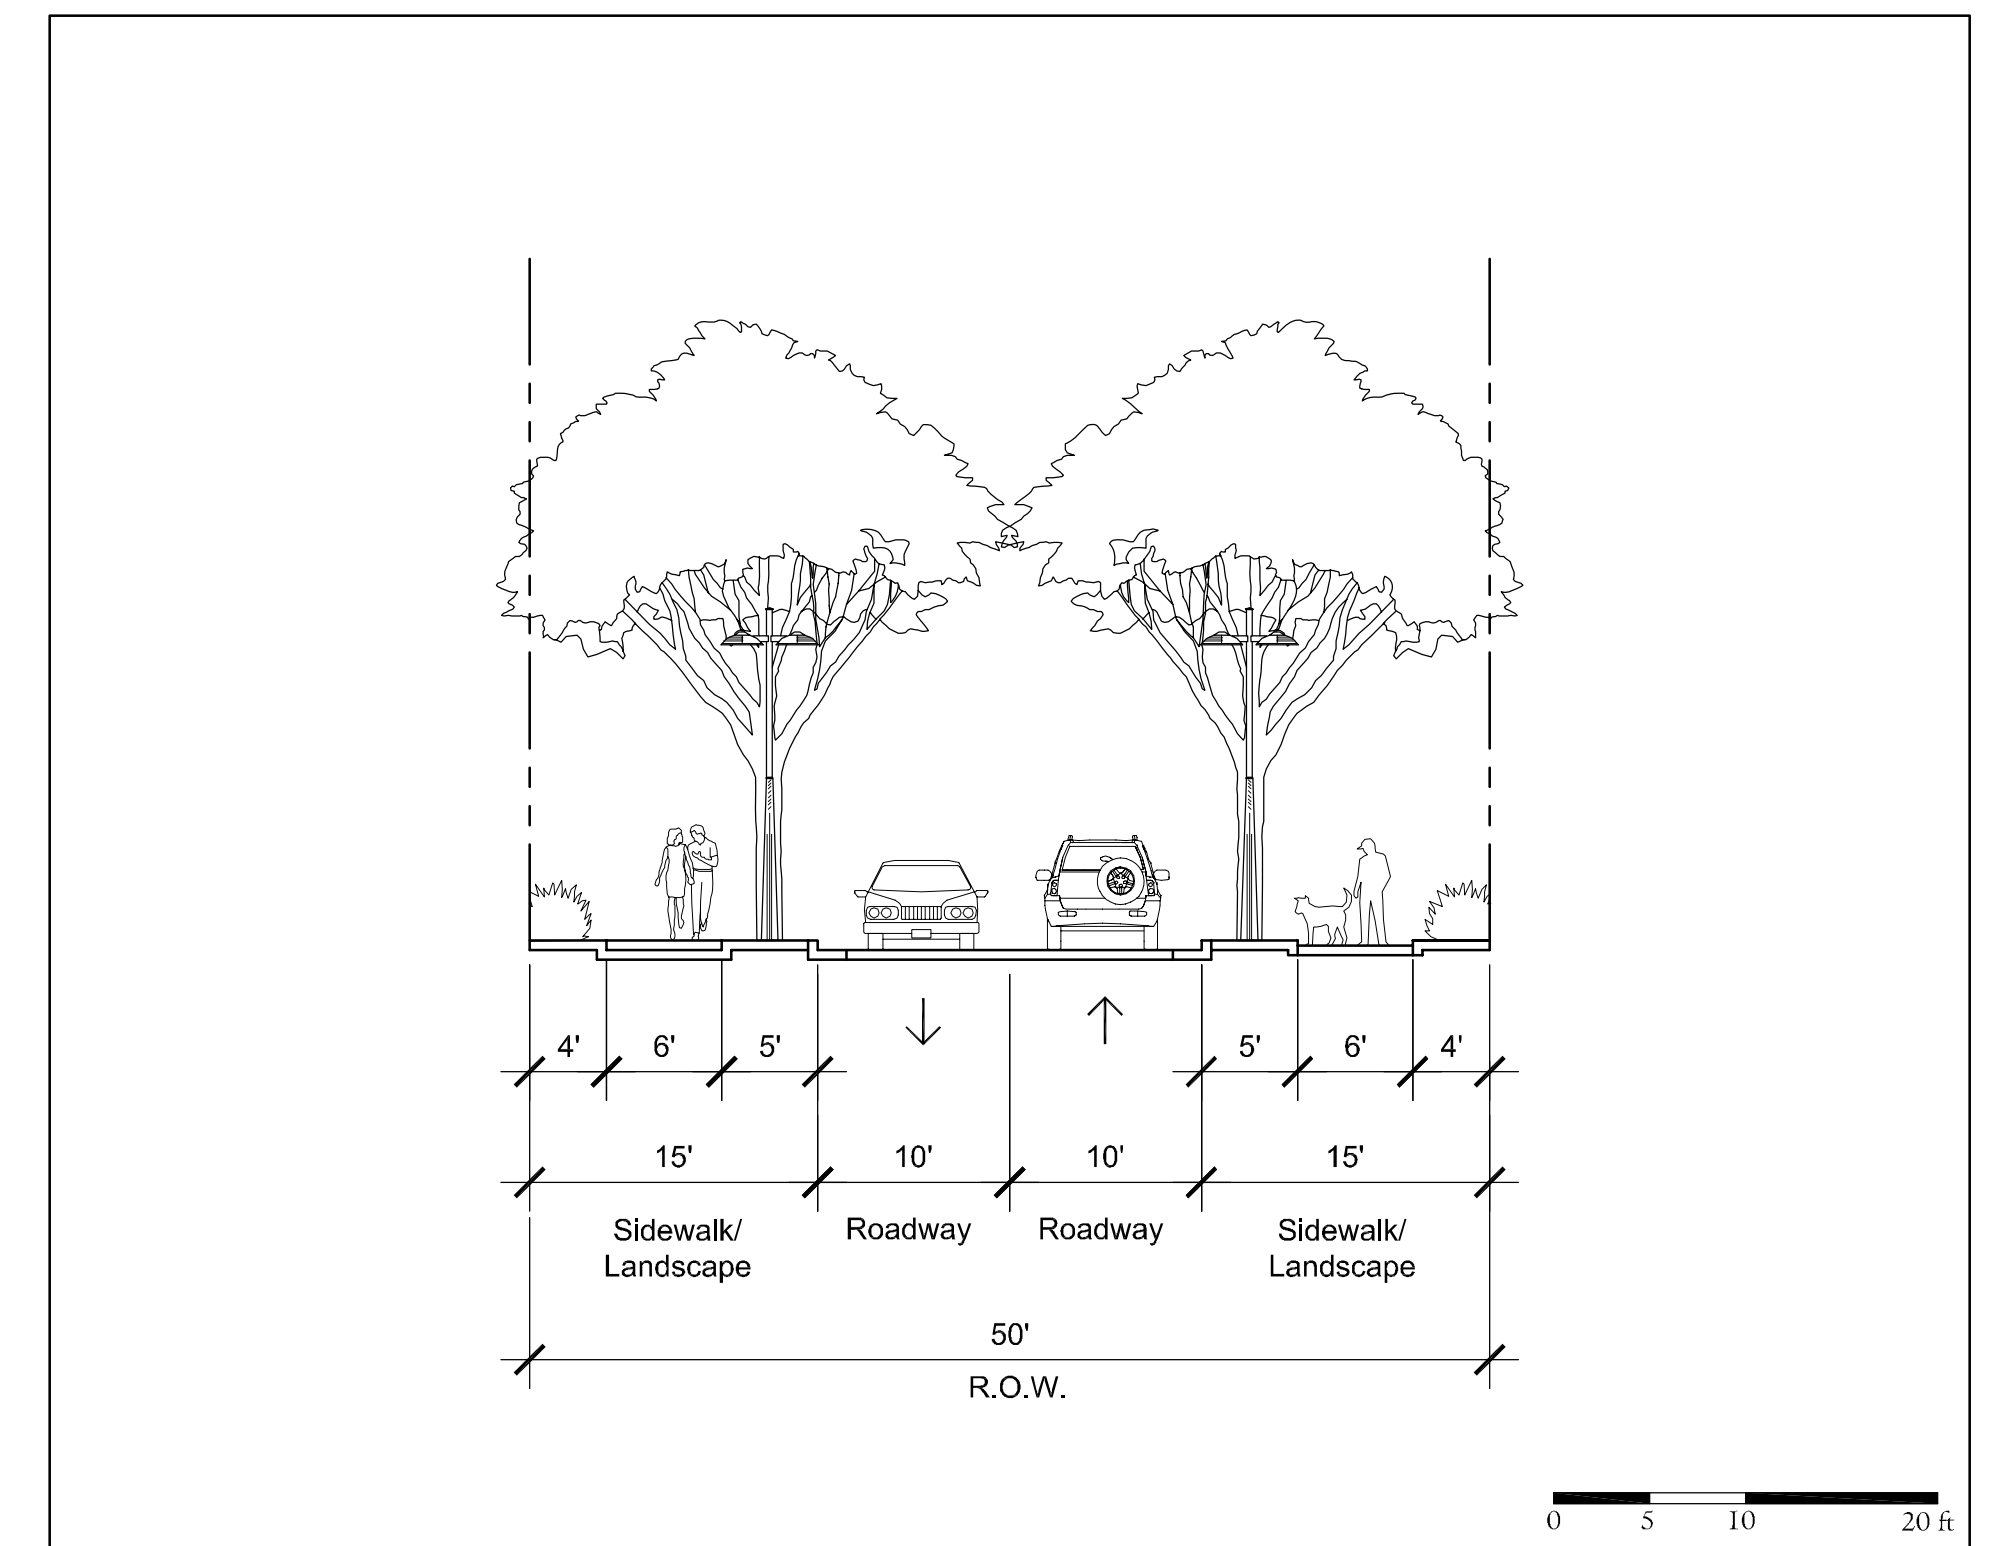 4' 6' 5' 5' 6' 4'
15' 10' 10' 15'
Sidewalk/ Roadway Roadway Sidewalk/
Landscape Landscape
50'
R.O.W.
0 5 10 20 ft